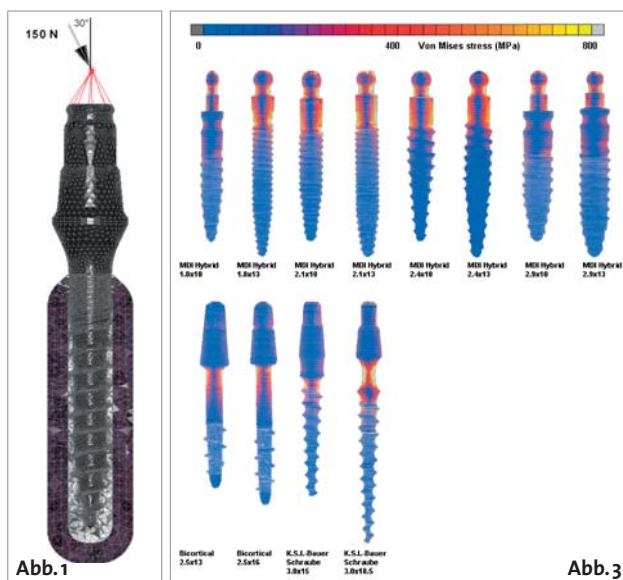 150 N
30°
Abb.1
0
400
Von Mises stress (MPa)
800
MDI Hybrid
1.8x10
MDI Hybrid
1.8x13
MDI Hybrid
2.1x10
MDI Hybrid
2.1x13
MDI Hybrid
2.4x10
MDI Hybrid
2.4x13
MDI Hybrid
2.9x10
MDI Hybrid
2.9x13
Bicortical
2.5x13
Bicortical
2.5x16
K.S.I.-Bauer
Schraube
3.0x15
K.S.I.-Bauer
Schraube
3.0x18.5
Abb.3